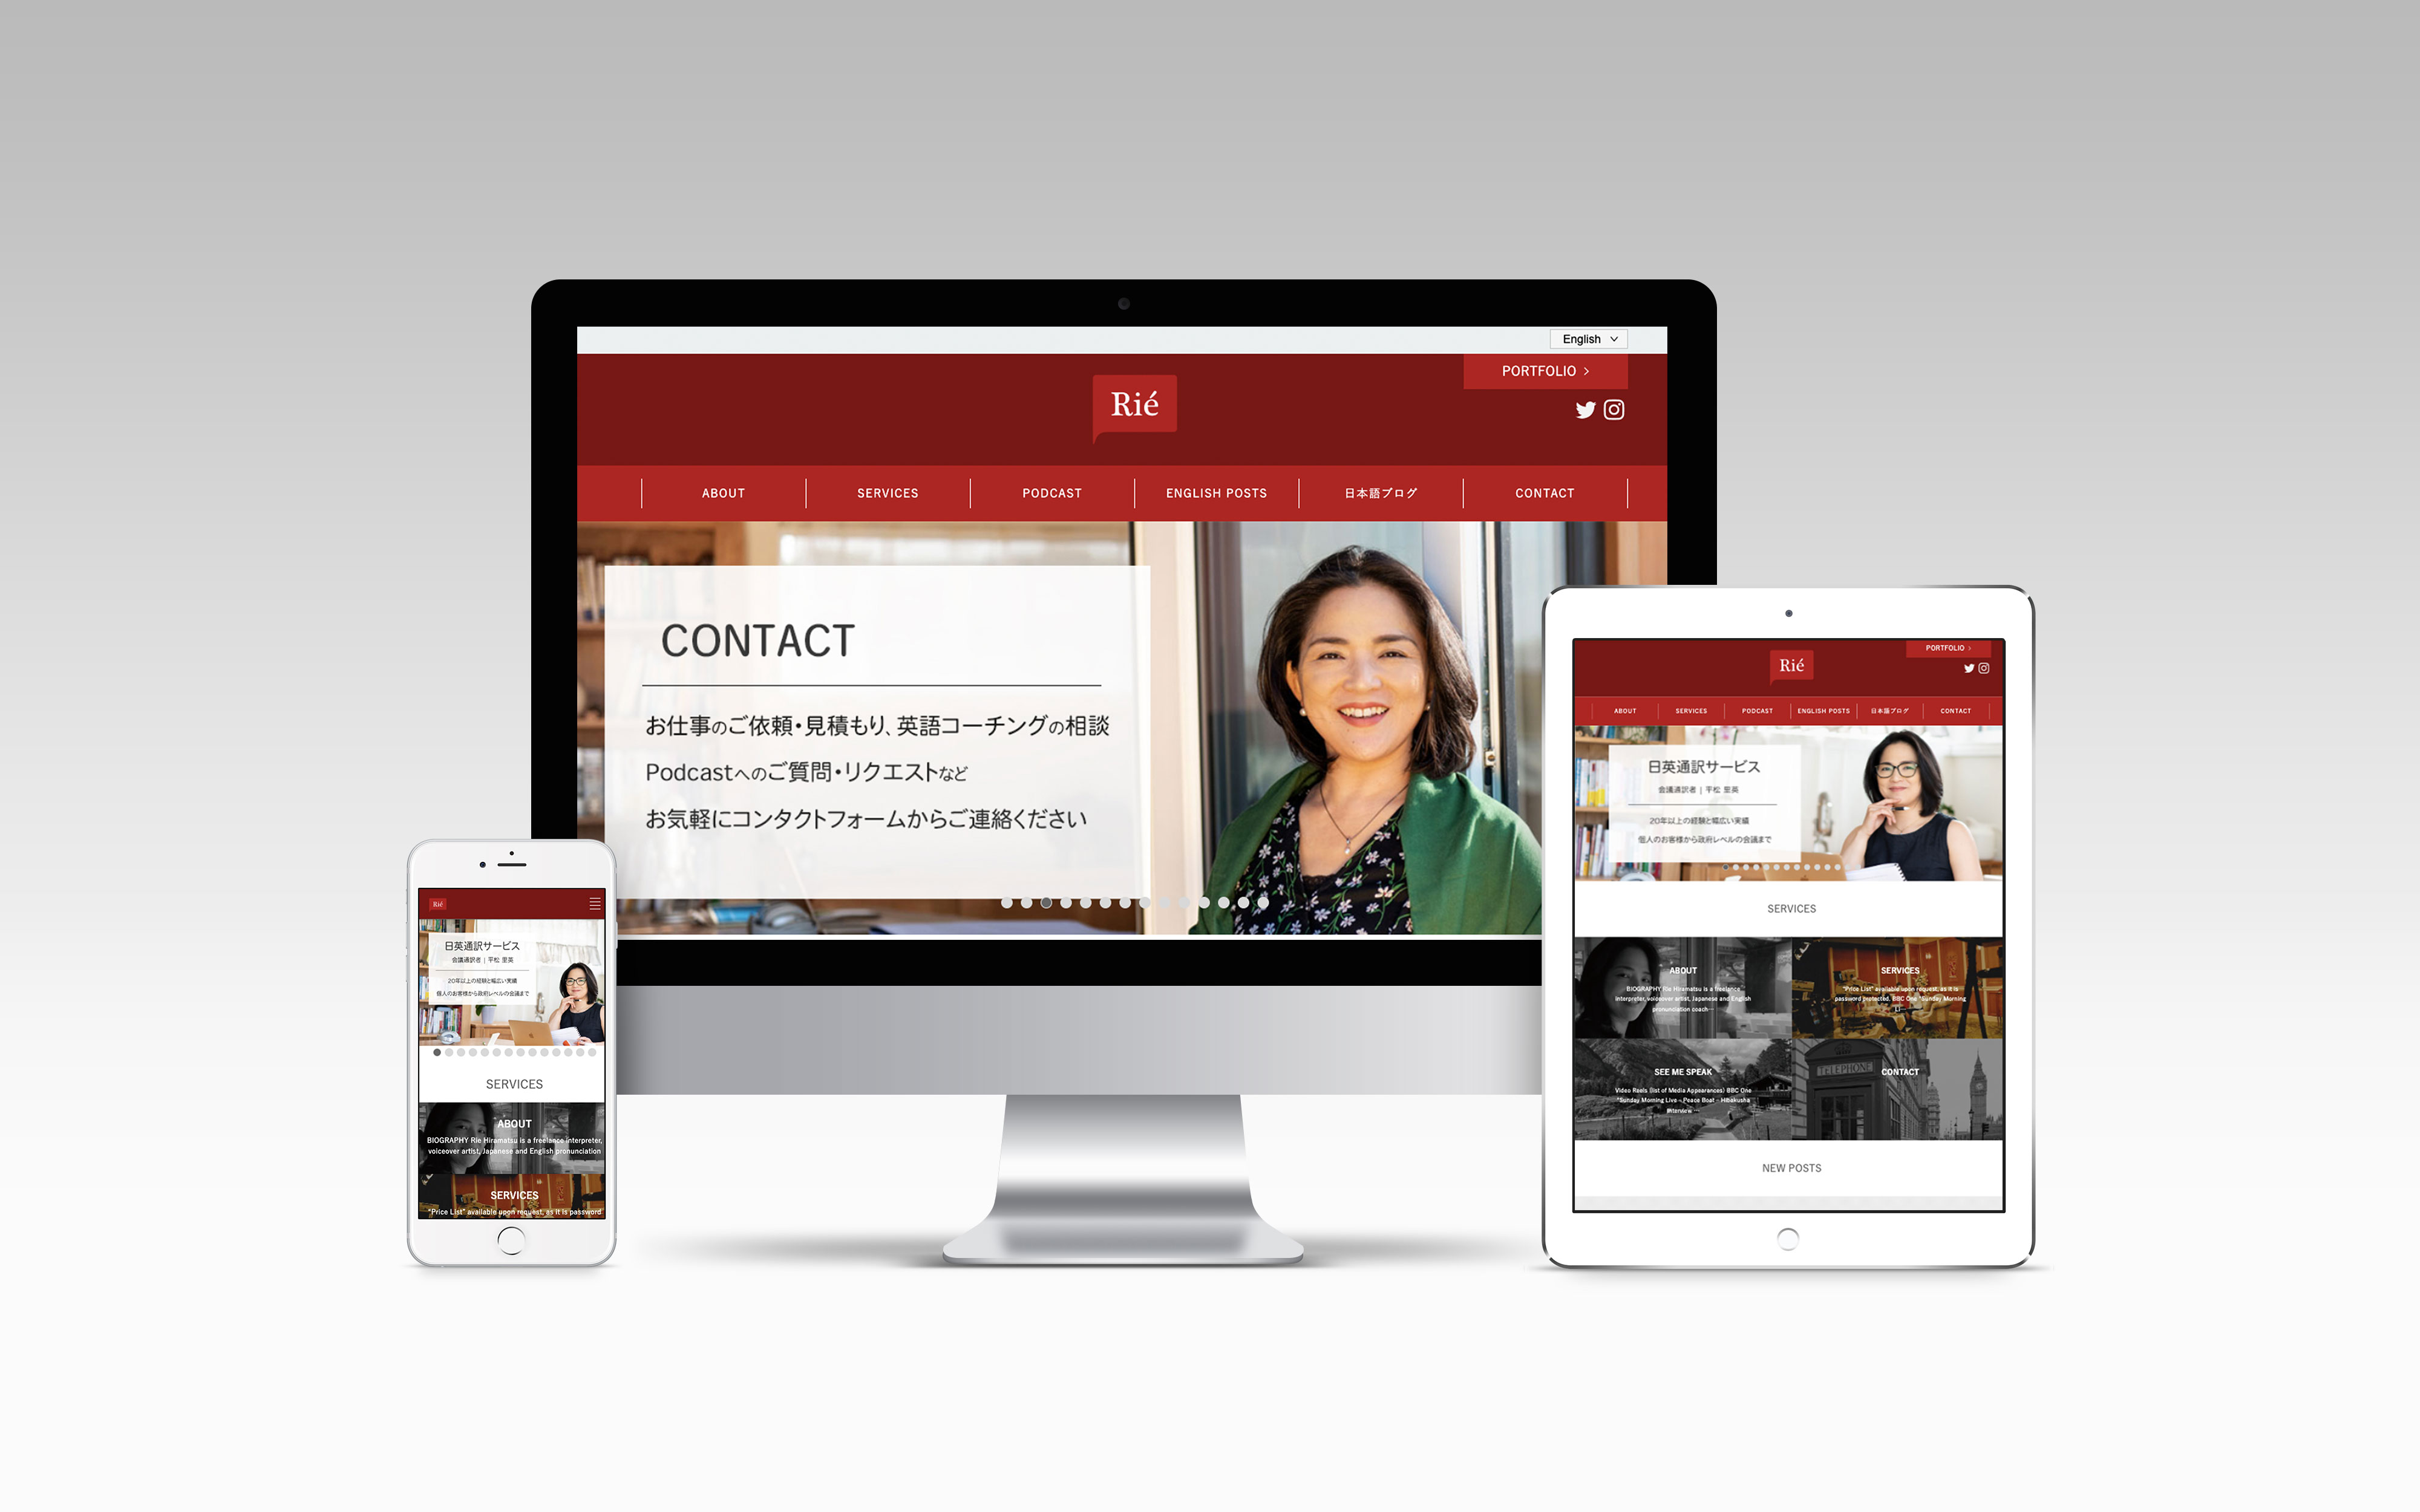 English
PORTFOLIO
Rié
ABOUT
SERVICES
PODCAST
ENGLISH POSTS
日本語ブログ
CONTACT
CONTACT
お仕事のご依頼・見積もり、英語コーチングの相談
Podcastへのご質問・リクエストなど
お気軽にコンタクトフォームからご連絡ください
Rié
日英通訳サービス
会議通訳者 | 平松 里英
20年以上の経験と幅広い実績
個人のお客様から政府レベルの会議まで
SERVICES
ABOUT
BIOGRAPHY Rie Hiramatsu is a freelance interpreter,
voiceover artist, Japanese and English pronunciation
SERVICES
"Price List" available upon request, as it is password
PORTFOLIO
Rié
ABOUT
SERVICES
PODCAST
ENGLISH POSTS
日本語ブログ
CONTACT
日英通訳サービス
会議通訳者 | 平松 里英
20年以上の経験と幅広い実績
個人のお客様から政府レベルの会議まで
SERVICES
ABOUT
BIOGRAPHY Rie Hiramatsu is a freelance
interpreter, voiceover artist, Japanese and English
pronunciation coach…
SERVICES
"Price List" available upon request, as it is
password protected. BBC One "Sunday Morning
Li…
SEE ME SPEAK
Video Reels (list of Media Appearances) BBC One
"Sunday Morning Live – Peace Boat – Hibakusha
Interview …
TELEPHONE
CONTACT
NEW POSTS